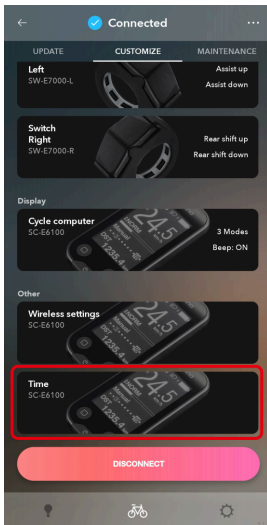 Connected
UPDATE CUSTOMIZE MAINTENANCE
Left
SW-E7000-L
Assist up
Assist down
Switch
Right
SW-E7000-R
Rear shift up
Rear shift down
Display
Cycle computer
SC-E6100
3 Modes
Beep: ON
Other
Wireless settings
SC-E6100
Time
SC-E6100
DISCONNECT